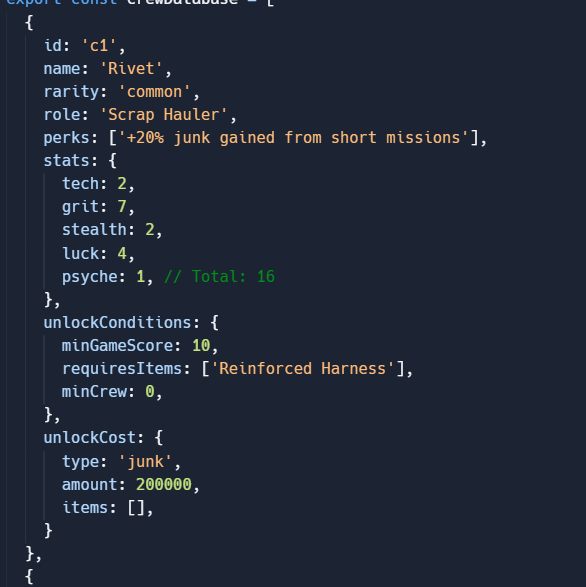 export const crewDatabase = [
{
id: 'c1',
name: 'Rivet',
rarity: 'common',
role: 'Scrap Hauler',
perks: ['+20% junk gained from short missions'],
stats: {
tech: 2,
grit: 7,
stealth: 2,
luck: 4,
psyche: 1, // Total: 16
},
unlockConditions: {
minGameScore: 10,
requiresItems: ['Reinforced Harness'],
minCrew: 0,
},
unlockCost: {
type: 'junk',
amount: 200000,
items: [],
}
},
{